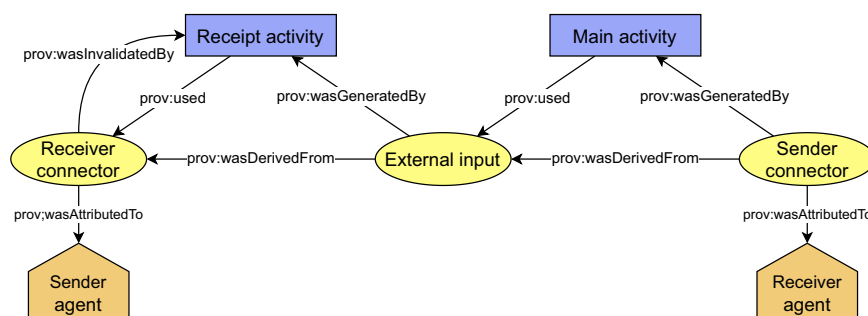 Receipt activity
Main activity
prov:wasInvalidatedBy
prov:used
prov:wasGeneratedBy
prov:used
prov:wasGeneratedBy
Receiver
connector
prov:wasDerivedFrom
External input
prov:wasDerivedFrom
Sender
connector
prov;wasAttributedTo
prov:wasAttributedTo
Sender
agent
Receiver
agent